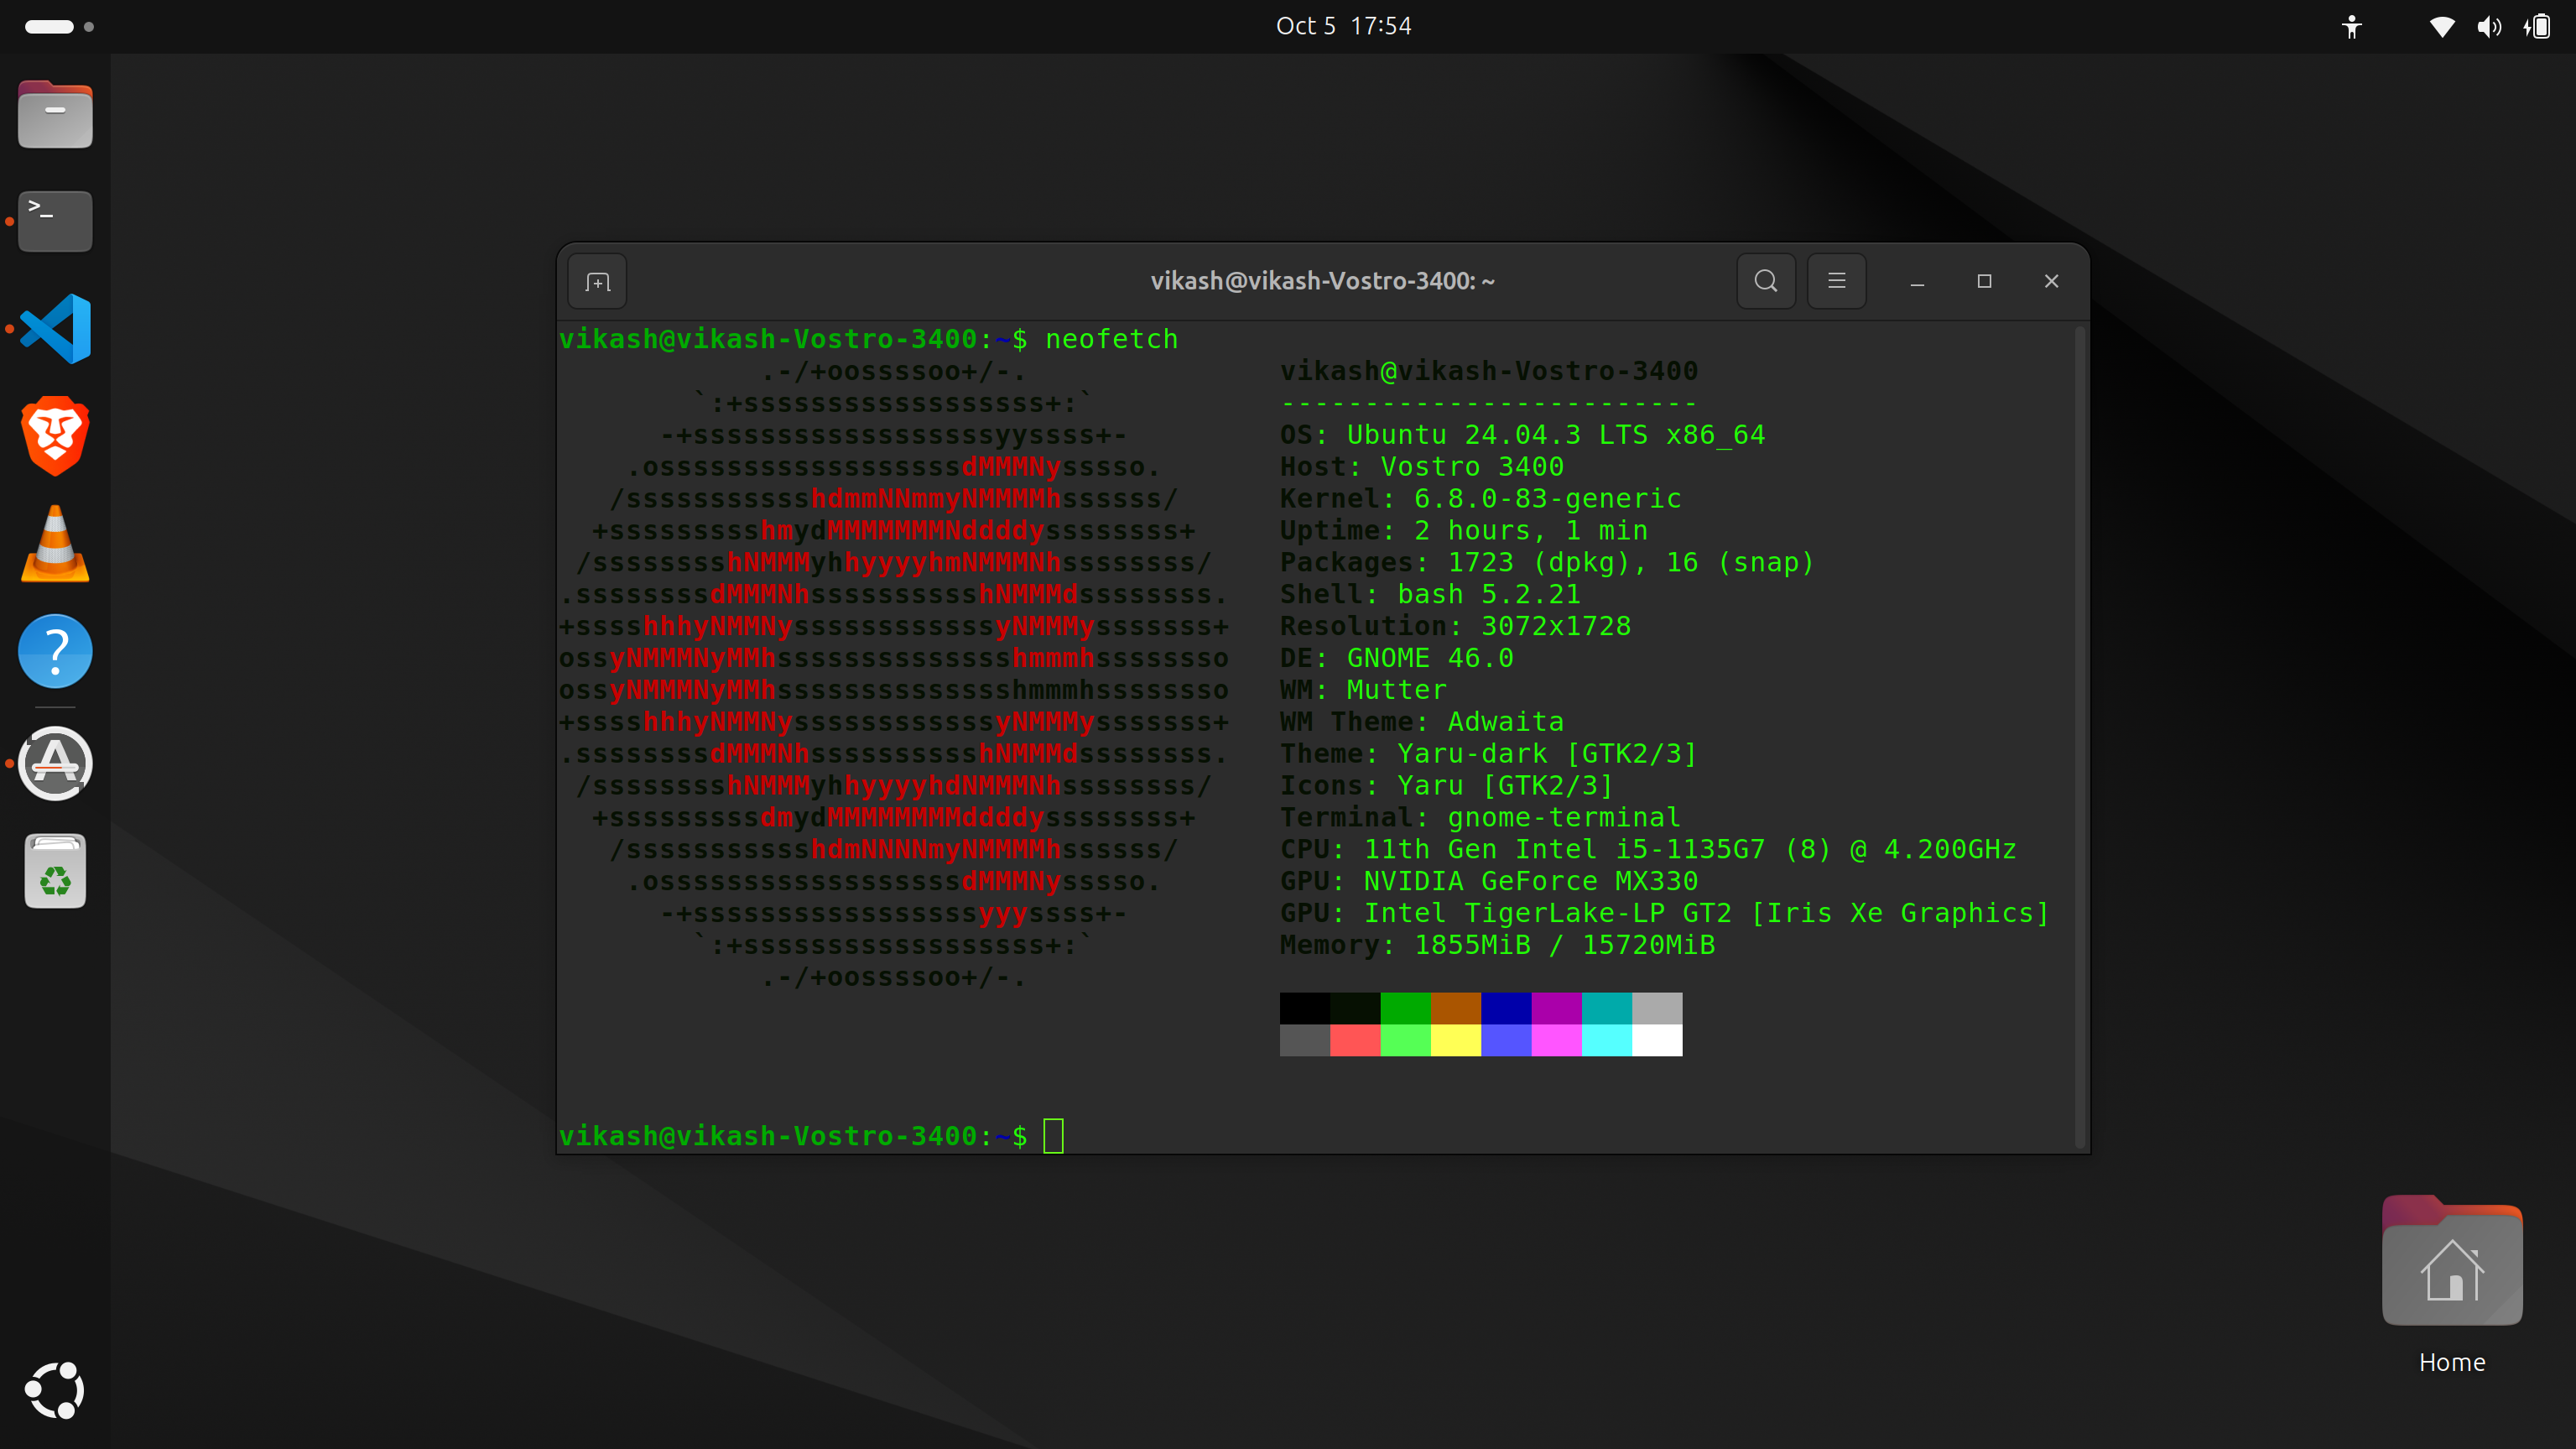 Oct 5  17:54
vikash@vikash-Vostro-3400: ~
vikash@vikash-Vostro-3400:~$ neofetch
            .-/+oossssoo+/-.               vikash@vikash-Vostro-3400
        `:+ssssssssssssssssss+:`           -------------------------
      -+ssssssssssssssssssyyssss+-         OS: Ubuntu 24.04.3 LTS x86_64
    .ossssssssssssssssssdMMMNysssso.       Host: Vostro 3400
   /ssssssssssshdmmNNmmyNMMMMhssssss/      Kernel: 6.8.0-83-generic
  +ssssssssshmydMMMMMMMNddddyssssssss+     Uptime: 2 hours, 1 min
 /sssssssshNMMMyhhyyyyhmNMMMNhssssssss/    Packages: 1723 (dpkg), 16 (snap)
.ssssssssdMMMNhsssssssssshNMMMdssssssss.   Shell: bash 5.2.21
+sssshhhyNMMNyssssssssssssyNMMMysssssss+   Resolution: 3072x1728
ossyNMMMNyMMhsssssssssssssshmmmhssssssso   DE: GNOME 46.0
ossyNMMMNyMMhsssssssssssssshmmmhssssssso   WM: Mutter
+sssshhhyNMMNyssssssssssssyNMMMysssssss+   WM Theme: Adwaita
.ssssssssdMMMNhsssssssssshNMMMdssssssss.   Theme: Yaru-dark [GTK2/3]
 /sssssssshNMMMyhhyyyyhdNMMMNhssssssss/    Icons: Yaru [GTK2/3]
  +sssssssssdmydMMMMMMMMddddyssssssss+     Terminal: gnome-terminal
   /ssssssssssshdmNNNNmyNMMMMhssssss/      CPU: 11th Gen Intel i5-1135G7 (8) @ 4.200GHz
    .ossssssssssssssssssdMMMNysssso.       GPU: NVIDIA GeForce MX330
      -+sssssssssssssssssyyyssss+-         GPU: Intel TigerLake-LP GT2 [Iris Xe Graphics]
        `:+ssssssssssssssssss+:`           Memory: 1855MiB / 15720MiB
            .-/+oossssoo+/-.
vikash@vikash-Vostro-3400:~$
Home